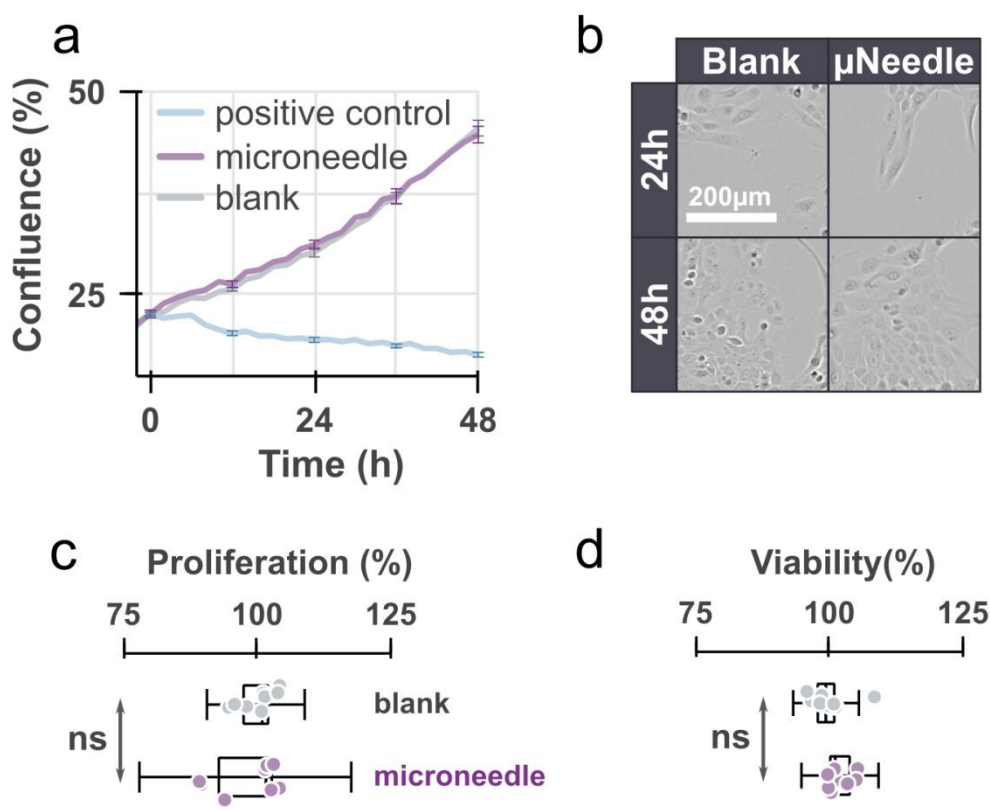 a
Confluence (%)
50
25
positive control
microneedle
blank
0 24 48
Time (h)
b
Blank µNeedle
24h
200µm
48h
c
Proliferation (%)
75 100 125
blank
ns
microneedle
d
Viability(%)
75 100 125
ns